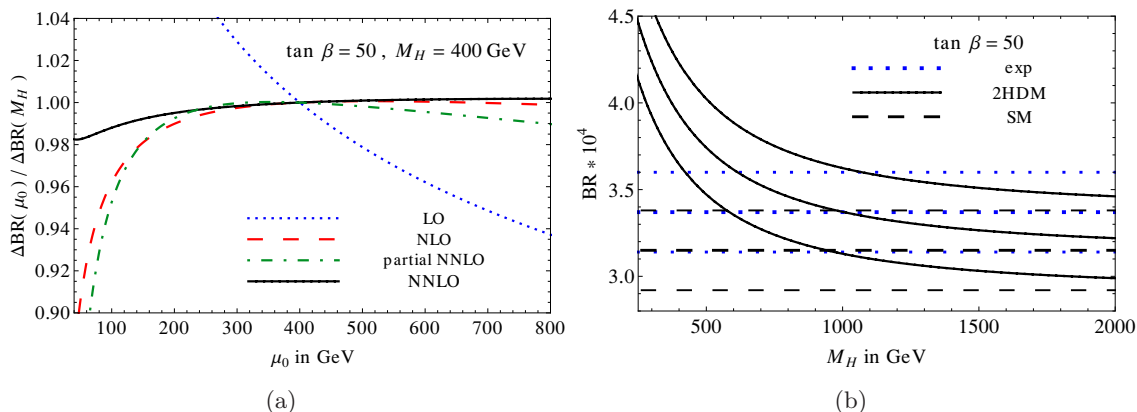 tan β = 50 , M_H = 400 GeV
ΔBR( μ_0 ) / ΔBR( M_H )
1.04
1.02
1.00
0.98
0.96
0.94
0.92
0.90
LO
NLO
partial NNLO
NNLO
100 200 300 400 500 600 700 800
μ_0 in GeV
(a)
tan β = 50
exp
2HDM
SM
BR * 10^4
4.5
4.0
3.5
3.0
500 1000 1500 2000
M_H in GeV
(b)